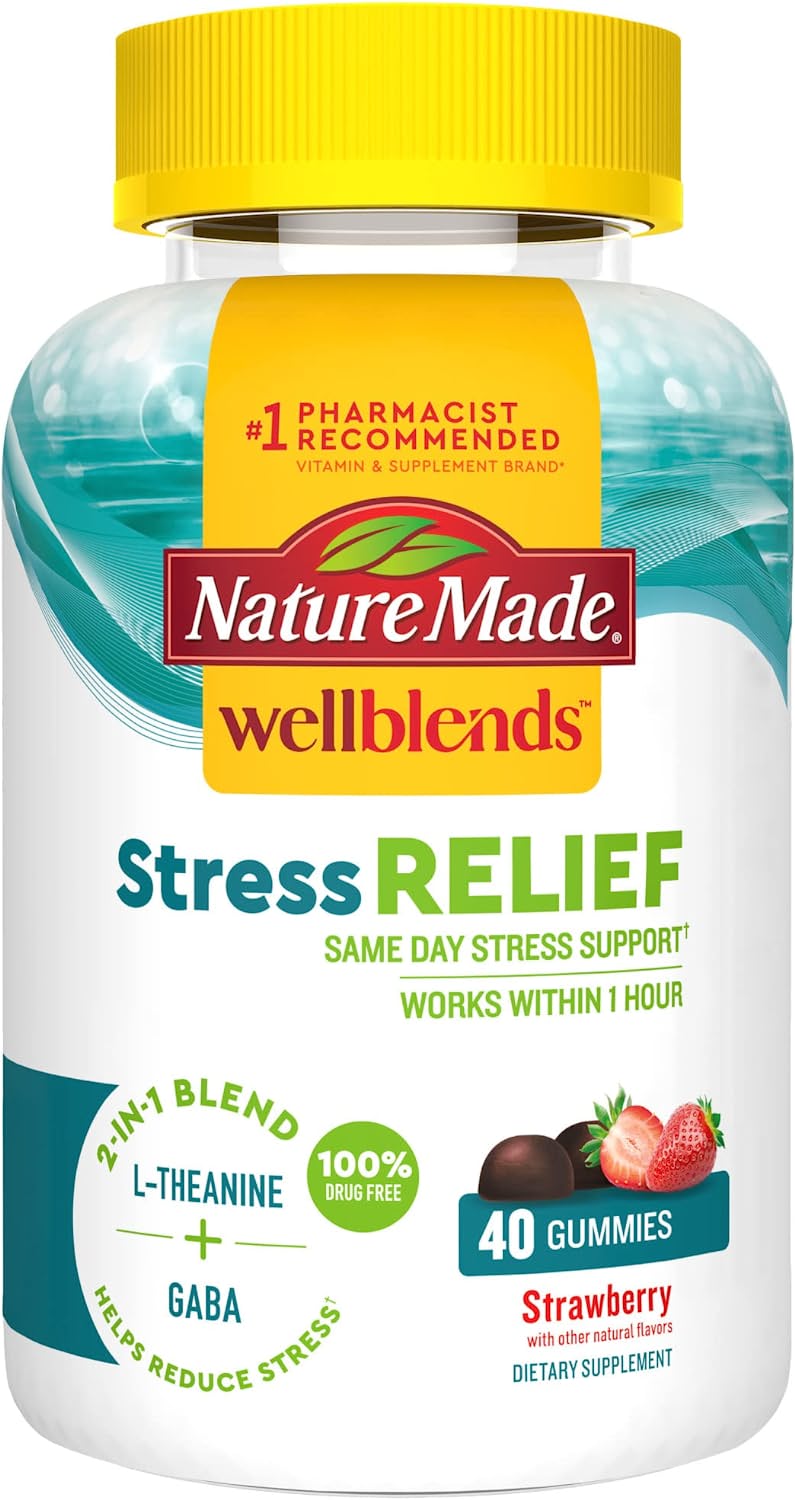 #1 PHARMACIST
RECOMMENDED
VITAMIN & SUPPLEMENT BRAND*
Nature Made®
wellblends™
Stress RELIEF
SAME DAY STRESS SUPPORT†
WORKS WITHIN 1 HOUR
2-IN-1 BLEND
L-THEANINE
+
GABA
HELPS REDUCE STRESS†
100%
DRUG FREE
40 GUMMIES
Strawberry
with other natural flavors
DIETARY SUPPLEMENT